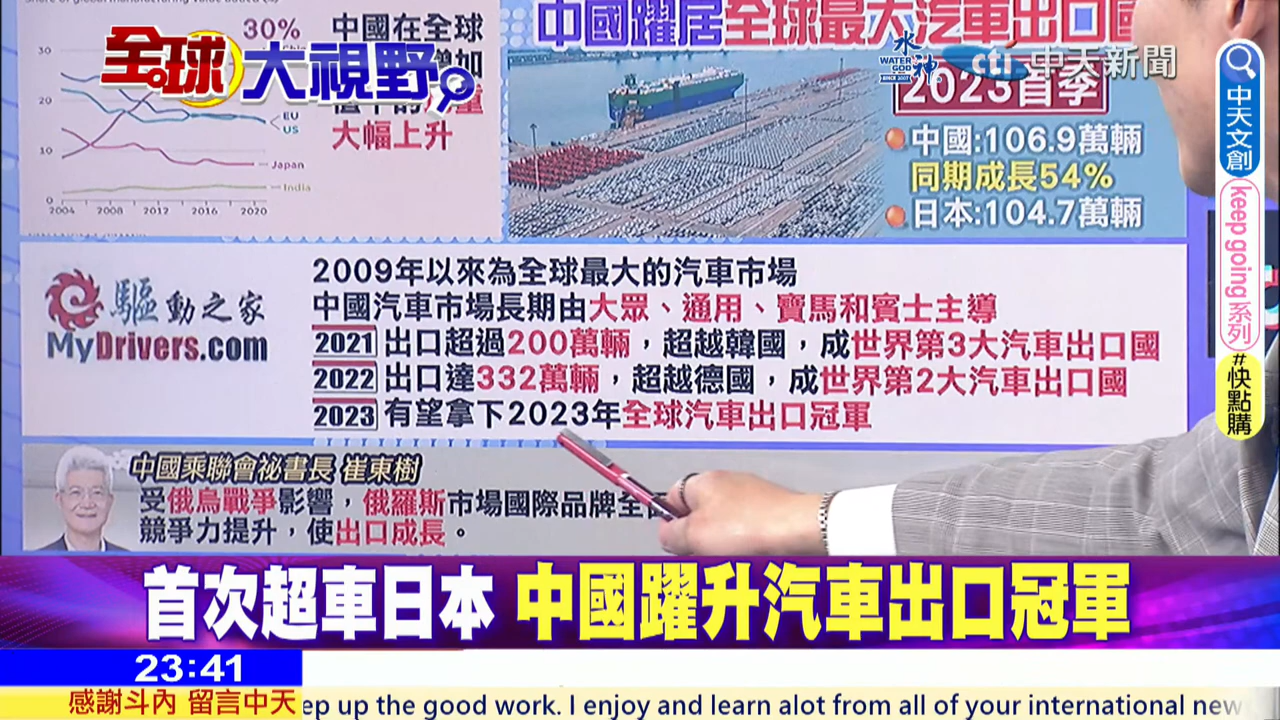 30%
中國在全球
大幅上升
30
20
10
0
2004
2008
2012
2016
2020
EU
US
Japan
India
全球大視野
中國躍居全球最大汽車出口國
水神
WATER GOD
SINCE 2007
cti 中天新聞
2023首季
中國:106.9萬輛
同期成長54%
日本:104.7萬輛
中天文創
keep going系列
#快點購
驅動之家
MyDrivers.com
2009年以來為全球最大的汽車市場
中國汽車市場長期由大眾、通用、寶馬和賓士主導
2021 出口超過200萬輛，超越韓國，成世界第3大汽車出口國
2022 出口達332萬輛，超越德國，成世界第2大汽車出口國
2023 有望拿下2023年全球汽車出口冠軍
中國乘聯會祕書長 崔東樹
受俄烏戰爭影響，俄羅斯市場國際品牌全
競爭力提升，使出口成長。
首次超車日本 中國躍升汽車出口冠軍
23:41
感謝斗內 留言中天
ep up the good work. I enjoy and learn alot from all of your international new